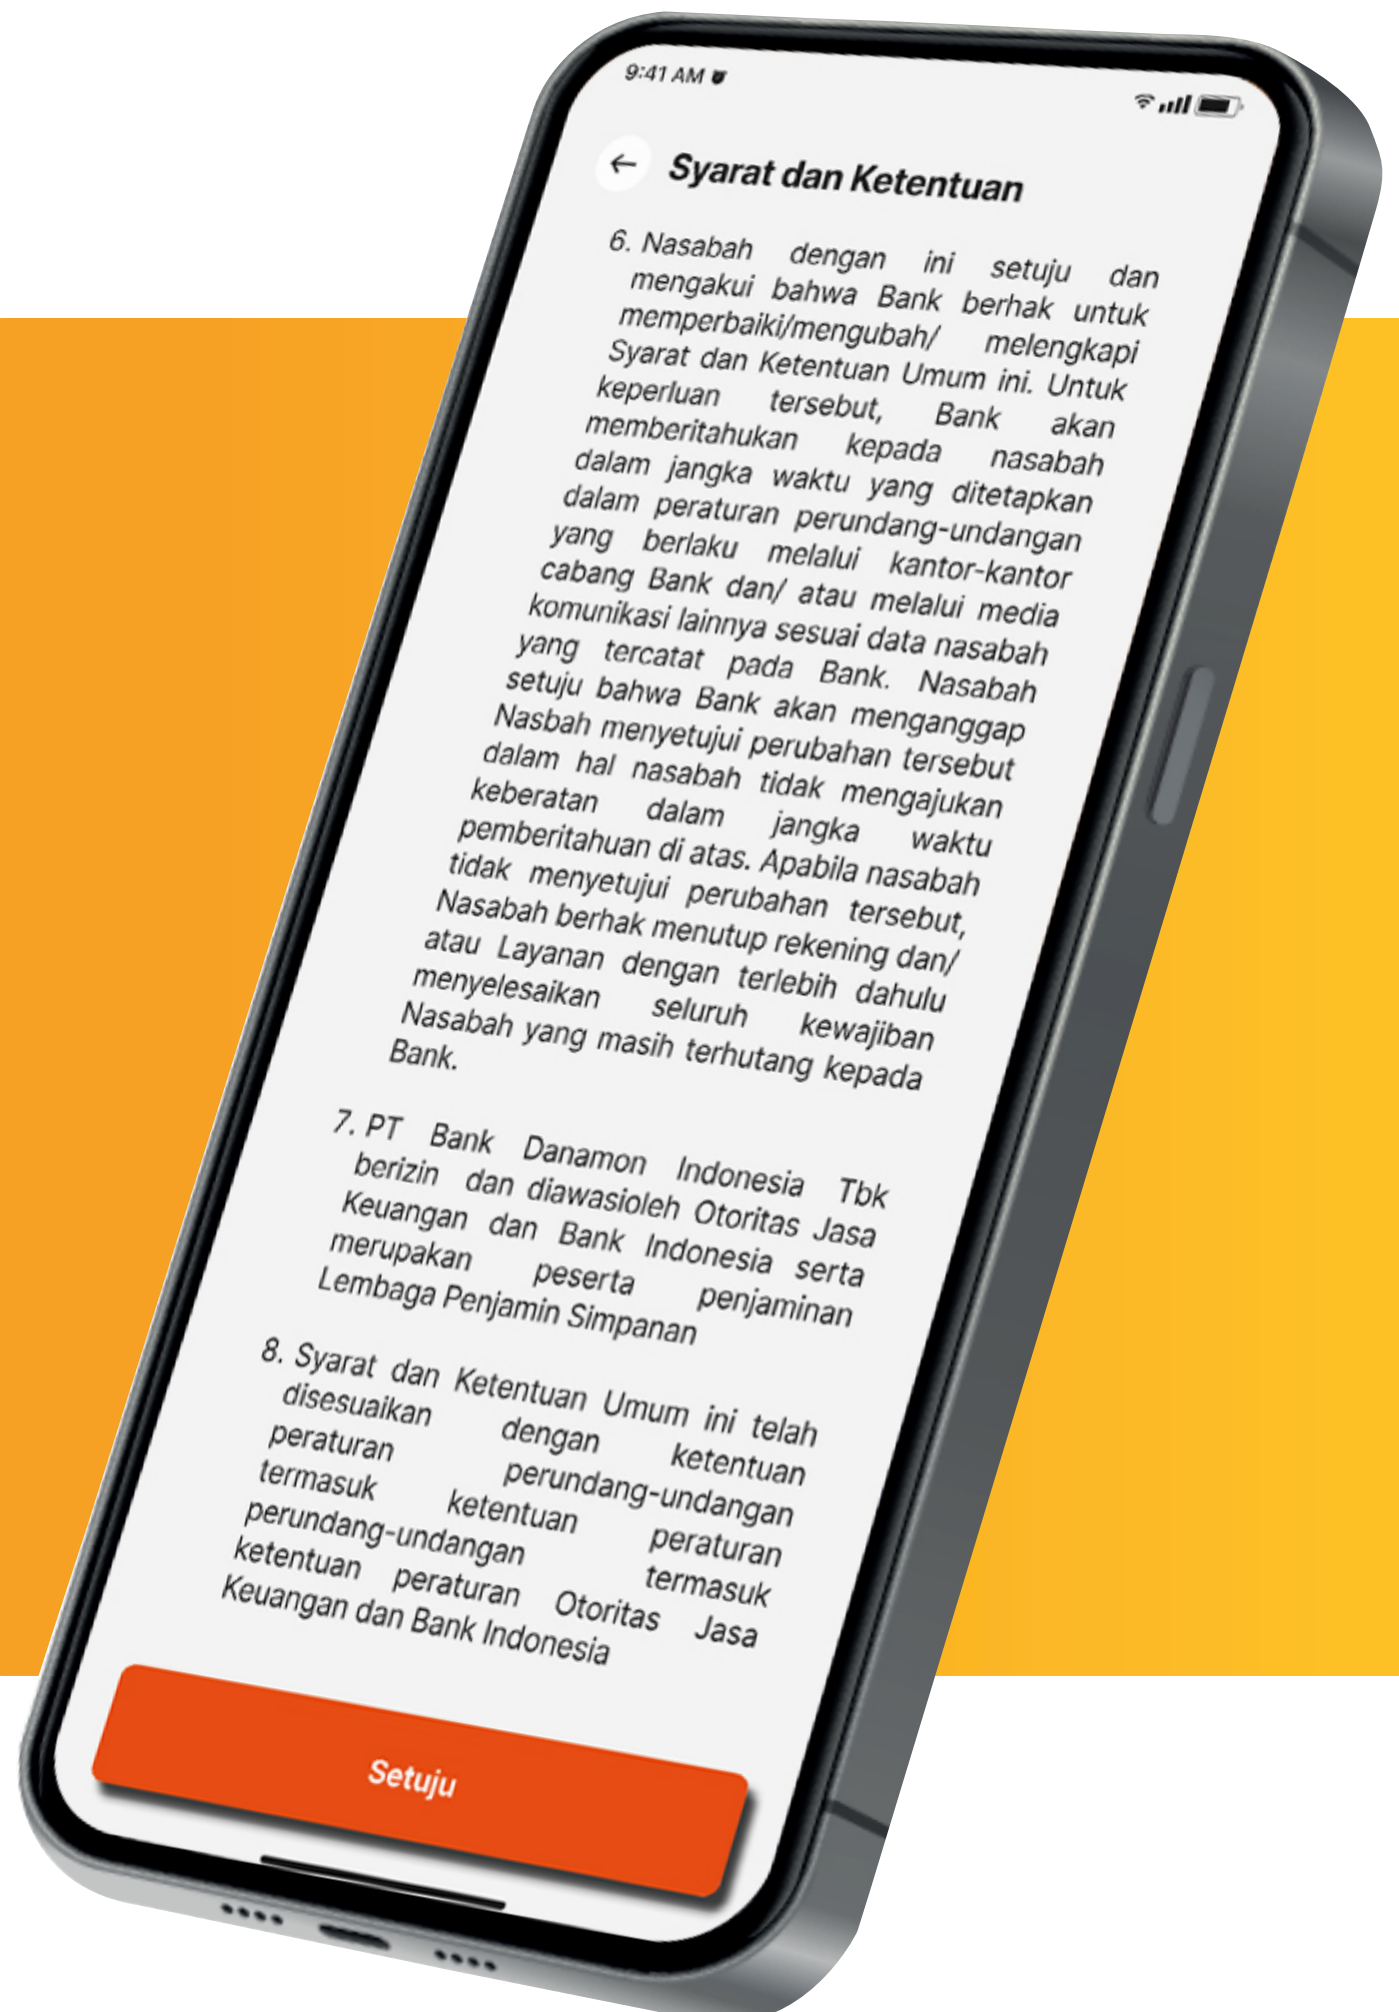 9:41 AM
Syarat dan Ketentuan
6. Nasabah dengan ini setuju dan
mengakui bahwa Bank berhak untuk
memperbaiki/mengubah/ melengkapi
Syarat dan Ketentuan Umum ini. Untuk
keperluan tersebut, Bank akan
memberitahukan kepada nasabah
dalam jangka waktu yang ditetapkan
dalam peraturan perundang-undangan
yang berlaku melalui kantor-kantor
cabang Bank dan/ atau melalui media
komunikasi lainnya sesuai data nasabah
yang tercatat pada Bank. Nasabah
setuju bahwa Bank akan menganggap
Nasbah menyetujui perubahan tersebut
dalam hal nasabah tidak mengajukan
keberatan dalam jangka waktu
pemberitahuan di atas. Apabila nasabah
tidak menyetujui perubahan tersebut,
Nasabah berhak menutup rekening dan/
atau Layanan dengan terlebih dahulu
menyelesaikan seluruh kewajiban
Nasabah yang masih terhutang kepada
Bank.
7. PT Bank Danamon Indonesia Tbk
berizin dan diawasioleh Otoritas Jasa
Keuangan dan Bank Indonesia serta
merupakan peserta penjaminan
Lembaga Penjamin Simpanan
8. Syarat dan Ketentuan Umum ini telah
disesuaikan dengan ketentuan
peraturan perundang-undangan
termasuk ketentuan peraturan
perundang-undangan termasuk
ketentuan peraturan Otoritas Jasa
Keuangan dan Bank Indonesia
Setuju